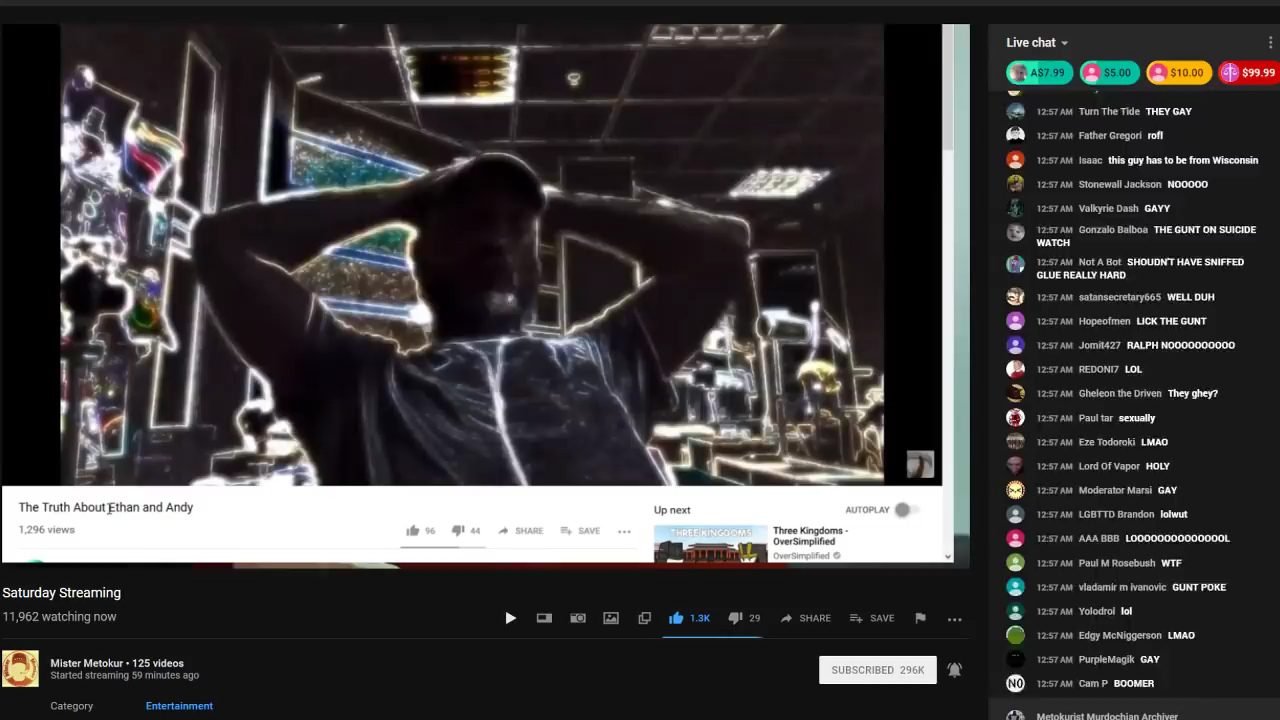 Live chat
A$7.99
$5.00
$10.00
$99.99
12:57 AM Turn The Tide THEY GAY
12:57 AM Father Gregori rofl
12:57 AM Isaac this guy has to be from Wisconsin
12:57 AM Stonewall Jackson NOOOOO
12:57 AM Valkyrie Dash GAYY
12:57 AM Gonzalo Balboa THE GUNT ON SUICIDE
WATCH
12:57 AM Not A Bot SHOUDN'T HAVE SNIFFED
GLUE REALLY HARD
12:57 AM satansecretary665 WELL DUH
12:57 AM Hopeofmen LICK THE GUNT
12:57 AM Jomit427 RALPH NOOOOOOOOOO
12:57 AM REDONI7 LOL
12:57 AM Gheleon the Driven They ghey?
12:57 AM Paul tar sexually
12:57 AM Eze Todoroki LMAO
12:57 AM Lord Of Vapor HOLY
12:57 AM Moderator Marsi GAY
12:57 AM LGBTTD Brandon lolwut
12:57 AM AAA BBB LOOOOOOOOOOOOOL
12:57 AM Paul M Rosebush WTF
12:57 AM vladamir m ivanovic GUNT POKE
12:57 AM Yolodroi lol
12:57 AM Edgy McNiggerson LMAO
12:57 AM PurpleMagik GAY
NO 12:57 AM Cam P BOOMER
Metokurist Murdochian Archiver
The Truth About Ethan and Andy
1,296 views
96
44
SHARE
SAVE
Up next
AUTOPLAY
THREE KINGDOMS
Three Kingdoms -
OverSimplified
OverSimplified
Saturday Streaming
11,962 watching now
1.3K
29
SHARE
SAVE
Mister Metokur • 125 videos
Started streaming 59 minutes ago
SUBSCRIBED 296K
Category
Entertainment